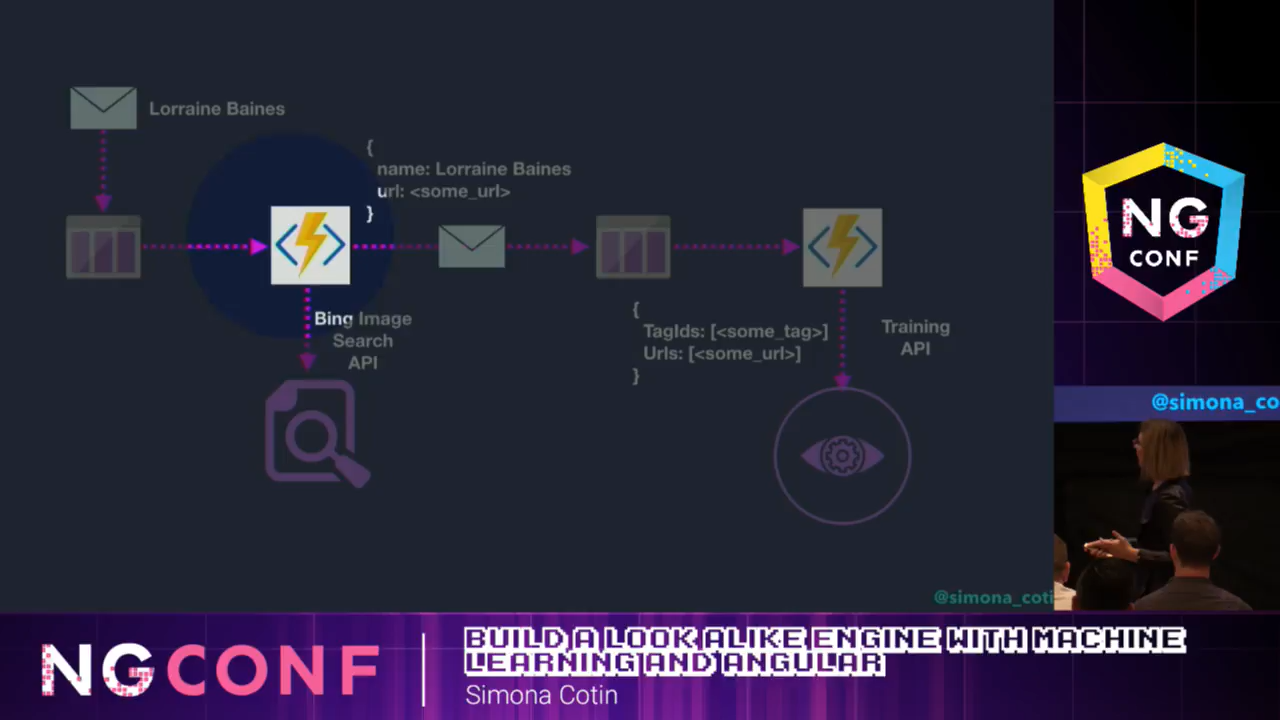 Lorraine Baines
{
name: Lorraine Baines
url: <some_url>
}
Bing Image
Search
API
{
TagIds: [<some_tag>]
Urls: [<some_url>]
}
Training
API
@simona_coti
NG
CONF
@simona_co
NGCONF
BUILD A LOOK ALIKE ENGINE WITH MACHINE
LEARNING AND ANGULAR
Simona Cotin